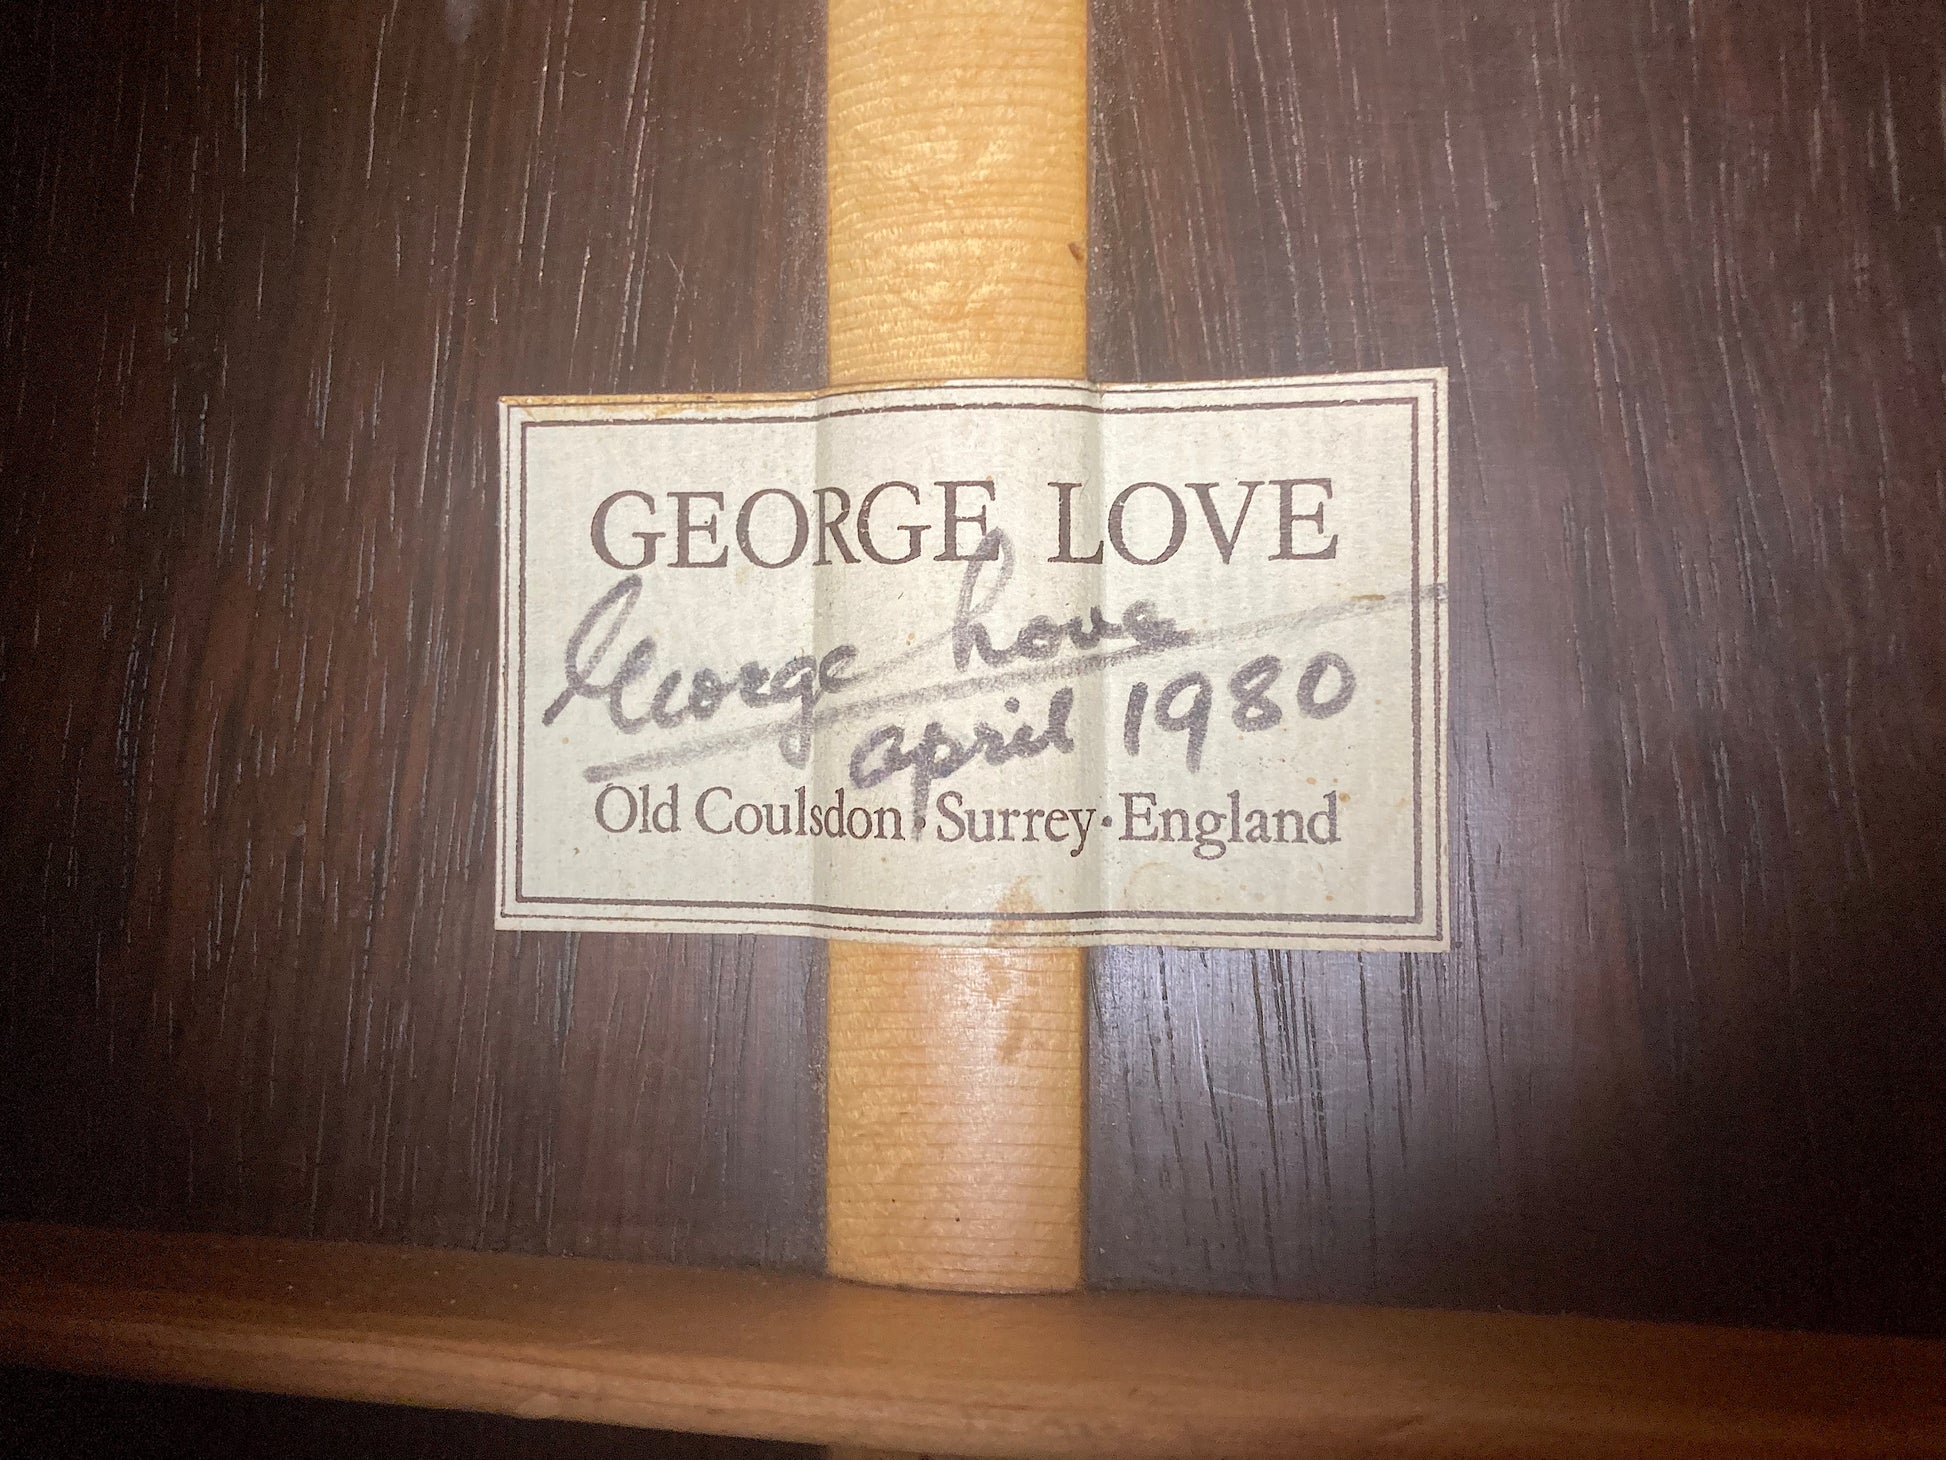 GEORGE LOVE
George Love
april 1980
Old Coulsdon · Surrey · England